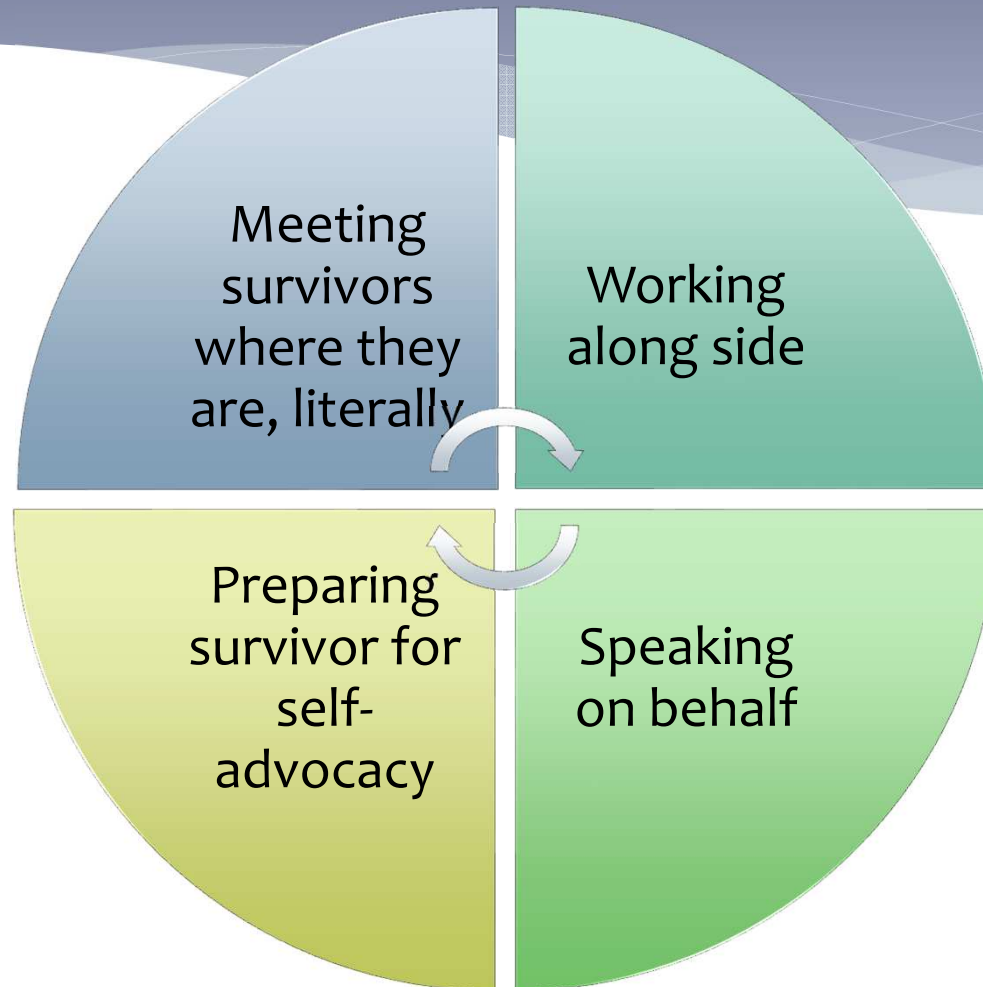 Meeting
survivors
where they
are, literally
Working
along side
Preparing
survivor for
self-
advocacy
Speaking
on behalf